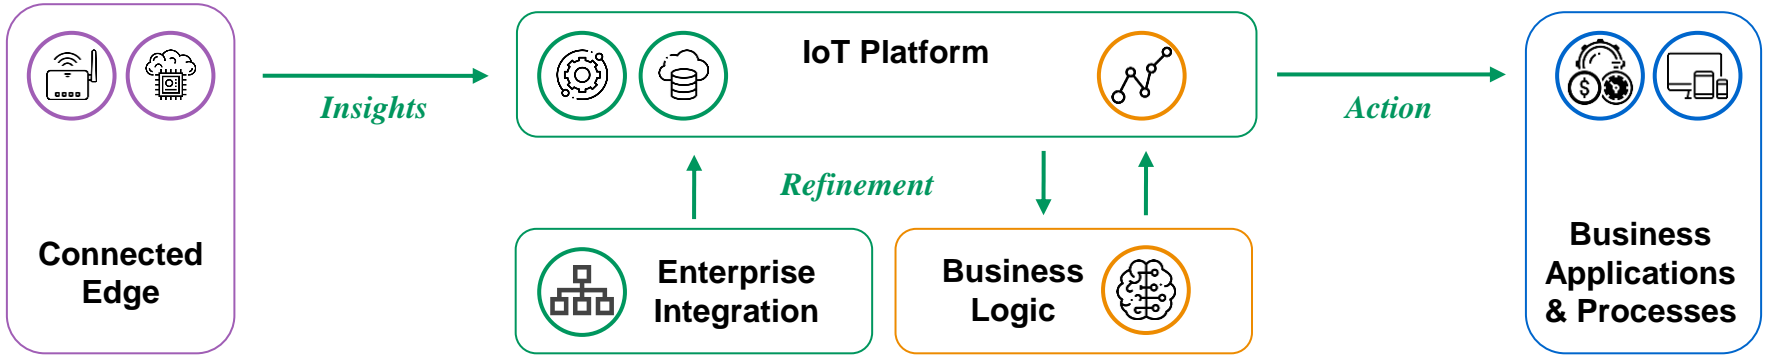 Connected
Edge
Insights
IoT Platform
Refinement
Enterprise
Integration
Business
Logic
Action
$
Business
Applications
& Processes